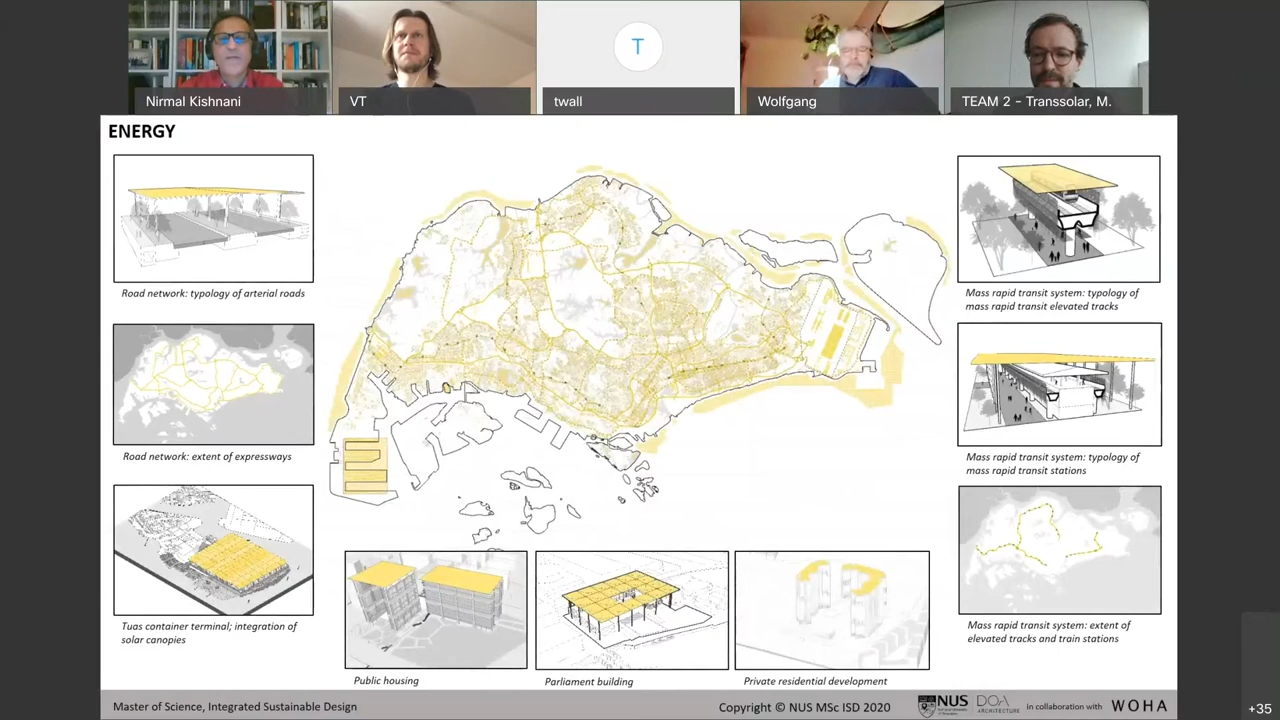 T
Nirmal Kishnani
VT
twall
Wolfgang
TEAM 2 - Transsolar, M.
ENERGY
Road network: typology of arterial roads
Mass rapid transit system: typology of
mass rapid transit elevated tracks
Road network: extent of expressways
Mass rapid transit system: typology of
mass rapid transit stations
Tuas container terminal; integration of
solar canopies
Mass rapid transit system: extent of
elevated tracks and train stations
Public housing
Parliament building
Private residential development
Master of Science, Integrated Sustainable Design
Copyright © NUS MSc ISD 2020
NUS
DOA
ARCHITECTURE
in collaboration with
WOHA
+35